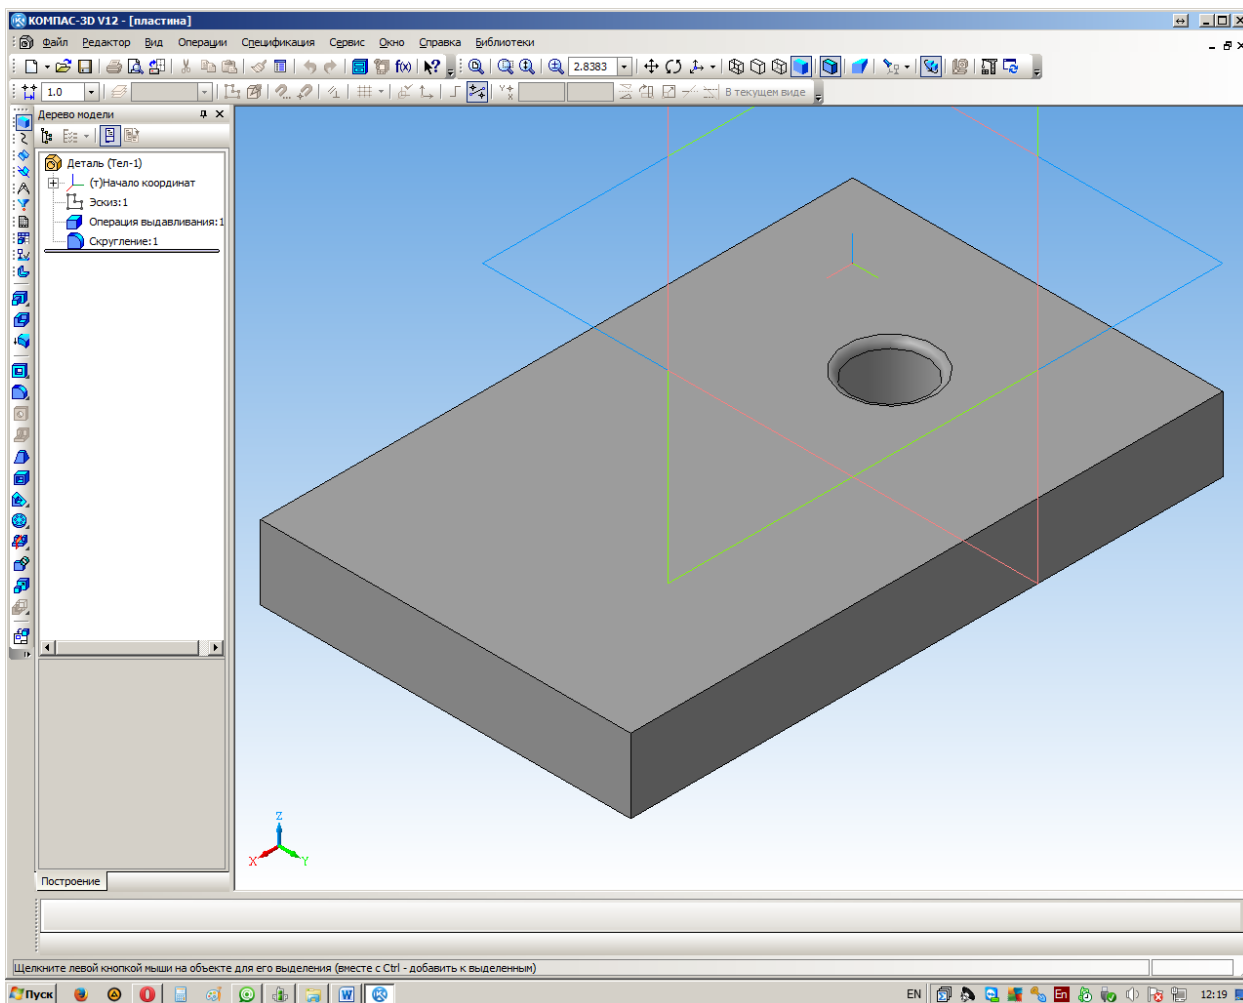 КОМПАС-3D V12 - [пластина]
Файл Редактор Вид Операции Спецификация Сервис Окно Справка Библиотеки
2.8383
1.0 В текущем виде
Дерево модели
Деталь (Тел-1)
(т)Начало координат
Эскиз:1
Операция выдавливания:1
Скругление:1
Z
X
Y
Построение
Щелкните левой кнопкой мыши на объекте для его выделения (вместе с Ctrl - добавить к выделенным)
Пуск EN En 12:19